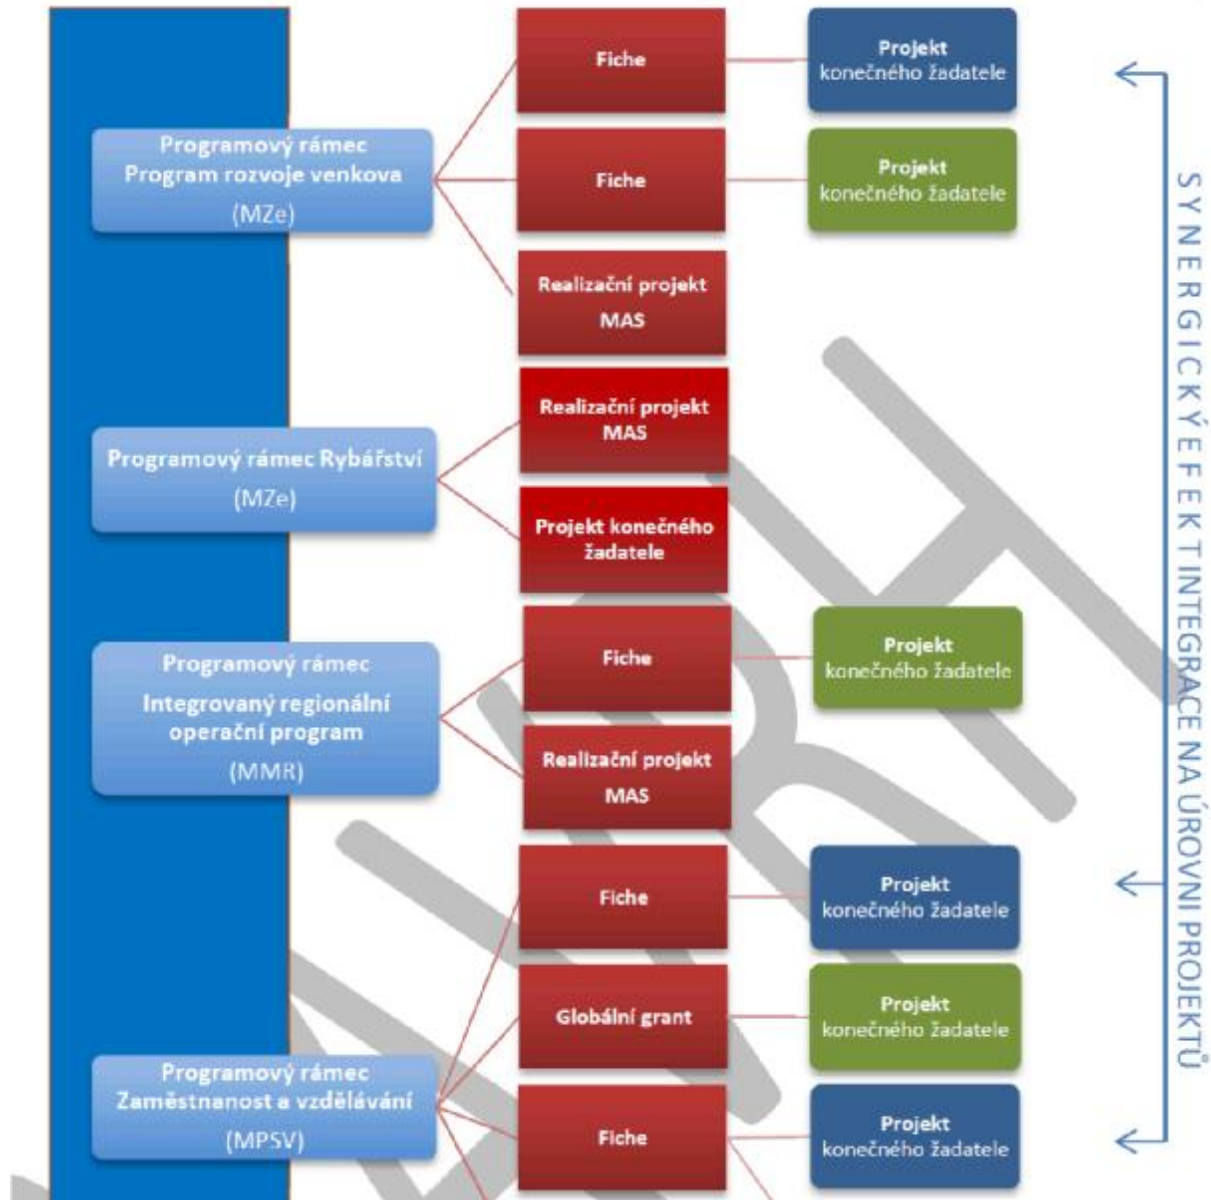 Fiche
Projekt
konečného žadatele
Programový rámec
Program rozvoje venkova
(MZe)
Fiche
Projekt
konečného žadatele
Realizační projekt
MAS
Programový rámec Rybářství
(MZe)
Realizační projekt
MAS
Projekt konečného
žadatele
Programový rámec
Integrovaný regionální
operační program
(MMR)
Fiche
Projekt
konečného žadatele
Realizační projekt
MAS
Programový rámec
Zaměstnanost a vzdělávání
(MPSV)
Fiche
Projekt
konečného žadatele
Globální grant
Projekt
konečného žadatele
Fiche
Projekt
konečného žadatele
SYNERGICKÝ EFEKT INTEGRACE NA ÚROVNI PROJEKTŮ